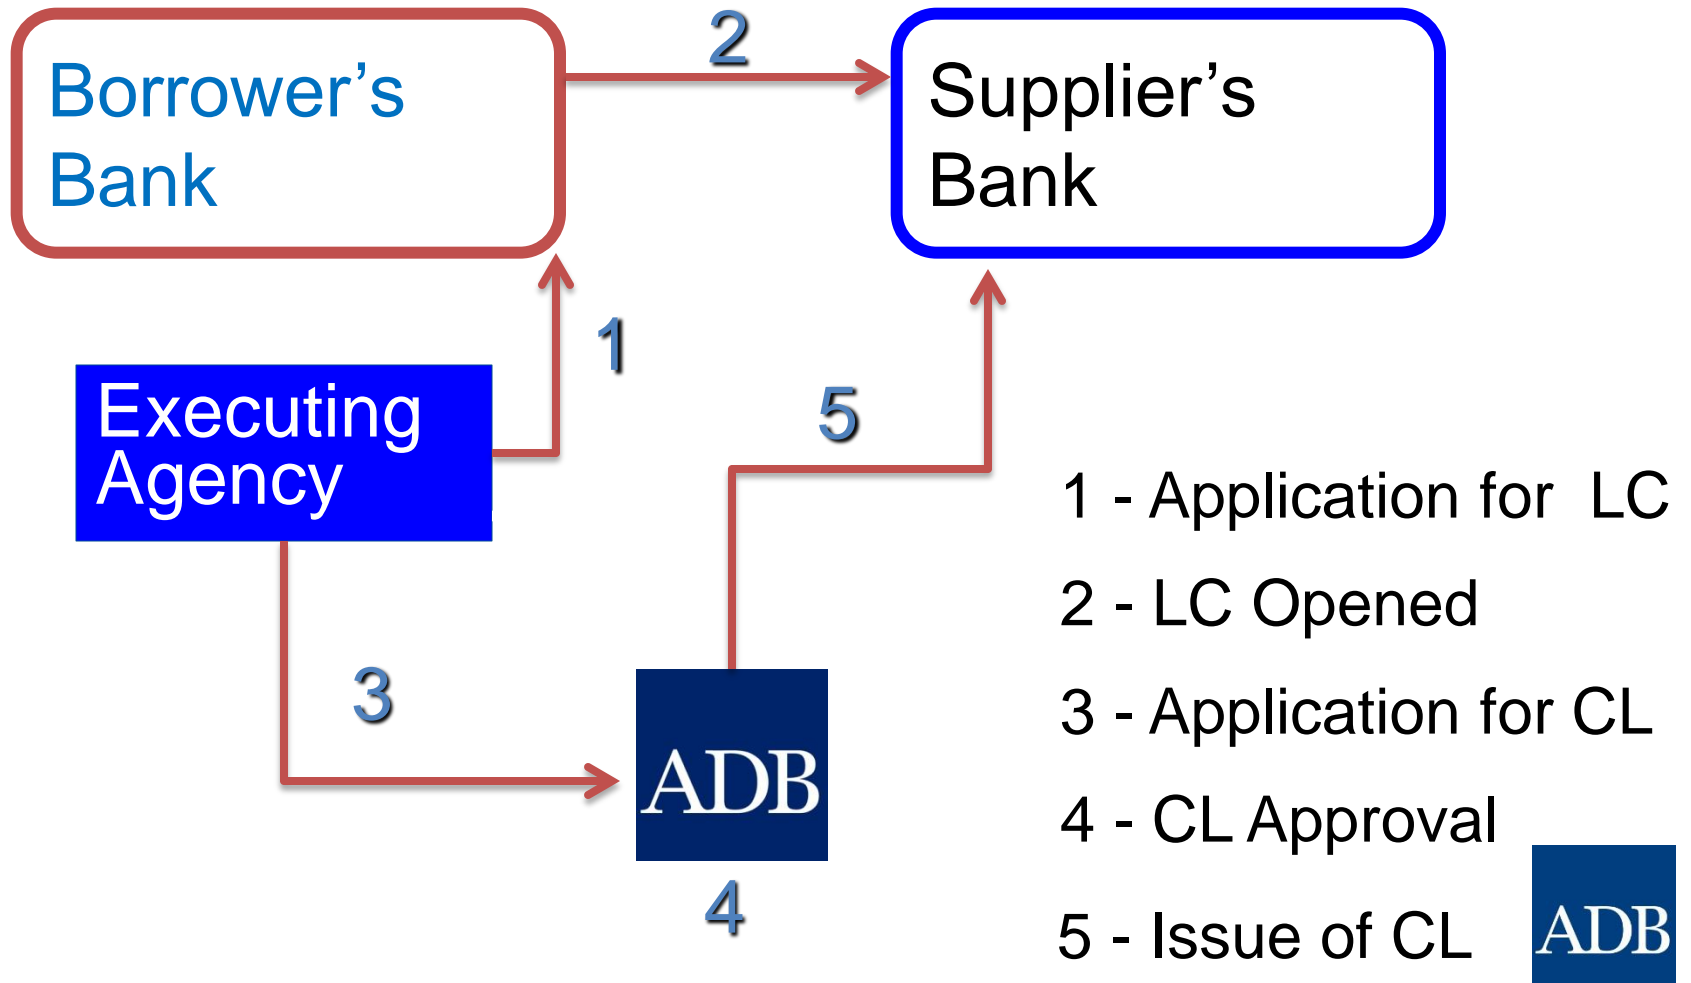 2
Borrower’s
Bank
Supplier’s
Bank
1
Executing
Agency
5
3
ADB
4
1 - Application for  LC
2 - LC Opened
3 - Application for CL
4 - CL Approval
5 - Issue of CL
ADB